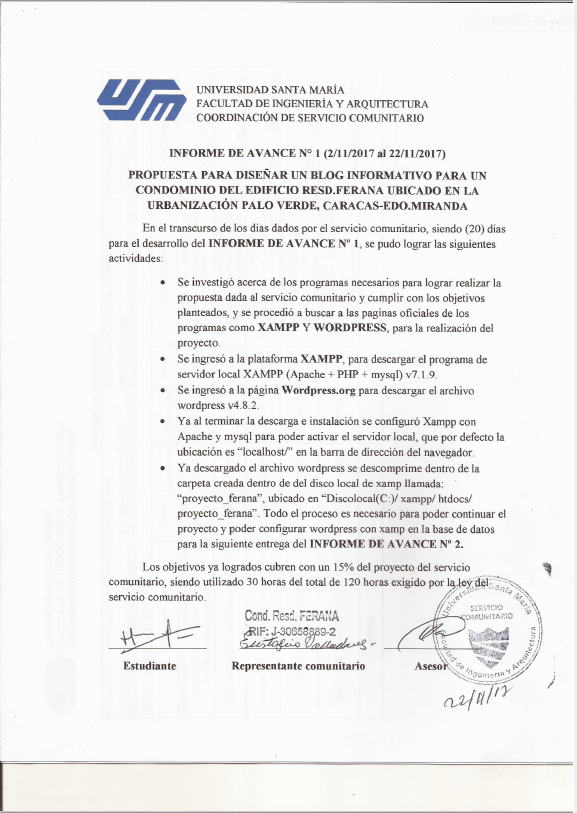 USM
UNIVERSIDAD SANTA MARÍA
FACULTAD DE INGENIERÍA Y ARQUITECTURA
COORDINACIÓN DE SERVICIO COMUNITARIO
INFORME DE AVANCE N° 1 (2/11/2017 al 22/11/2017)
PROPUESTA PARA DISEÑAR UN BLOG INFORMATIVO PARA UN
CONDOMINIO DEL EDIFICIO RESD.FERANA UBICADO EN LA
URBANIZACIÓN PALO VERDE, CARACAS-EDO.MIRANDA
En el transcurso de los días dados por el servicio comunitario, siendo (20) días
para el desarrollo del INFORME DE AVANCE Nº 1, se pudo lograr las siguientes
actividades:
• Se investigó acerca de los programas necesarios para lograr realizar la
propuesta dada al servicio comunitario y cumplir con los objetivos
planteados, y se procedió a buscar a las paginas oficiales de los
programas como XAMPP Y WORDPRESS, para la realización del
proyecto.
• Se ingresó a la plataforma XAMPP, para descargar el programa de
servidor local XAMPP (Apache + PHP + mysql) v7.1.9.
• Se ingresó a la página Wordpress.org para descargar el archivo
wordpress v4.8.2.
• Ya al terminar la descarga e instalación se configuró Xampp con
Apache y mysql para poder activar el servidor local, que por defecto la
ubicación es “localhost/” en la barra de dirección del navegador.
• Ya descargado el archivo wordpress se descomprime dentro de la
carpeta creada dentro de del disco local de xamp llamada:
“proyecto_ferana”, ubicado en “Discolocal(C:)/ xampp/ htdocs/
proyecto_ferana”. Todo el proceso es necesario para poder continuar el
proyecto y poder configurar wordpress con xamp en la base de datos
para la siguiente entrega del INFORME DE AVANCE Nº 2.
Los objetivos ya logrados cubren con un 15% del proyecto del servicio
comunitario, siendo utilizado 30 horas del total de 120 horas exigido por la ley del
servicio comunitario.
Cond. Resd. FERANA
RIF: J-30658889-2
Estudiante
Representante comunitario
Asesor
Universidad Santa María
SERVICIO
COMUNITARIO
Facultad de Ingeniería y Arquitectura
22/11/17